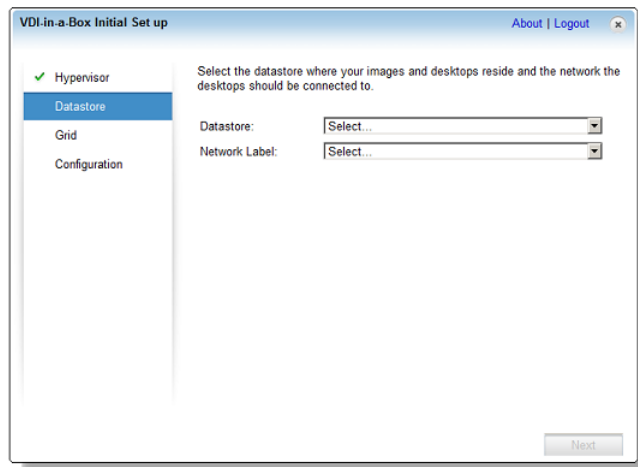 VDI-in-a-Box Initial Set up
About | Logout
Hypervisor
Datastore
Grid
Configuration
Select the datastore where your images and desktops reside and the network the
desktops should be connected to.
Datastore: Select...
Network Label: Select...
Next